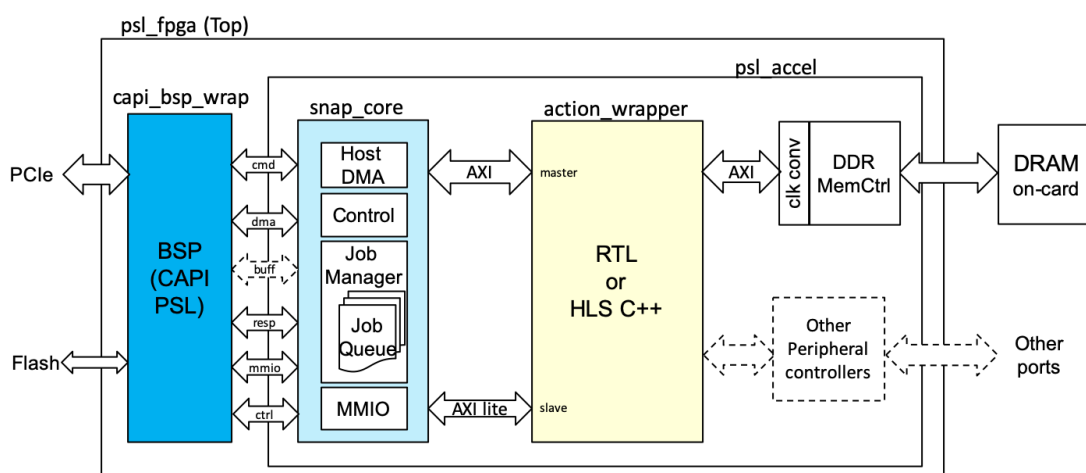 psl_fpga (Top)
psl_accel
capi_bsp_wrap
snap_core
action_wrapper
PCIe
Flash
BSP
(CAPI
PSL)
cmd
dma
buff
resp
mmio
ctrl
Host
DMA
Control
Job
Manager
Job
Queue
MMIO
AXI
AXI lite
master
RTL
or
HLS C++
slave
AXI
clk conv
DDR
MemCtrl
DRAM
on-card
Other
Peripheral
controllers
Other
ports